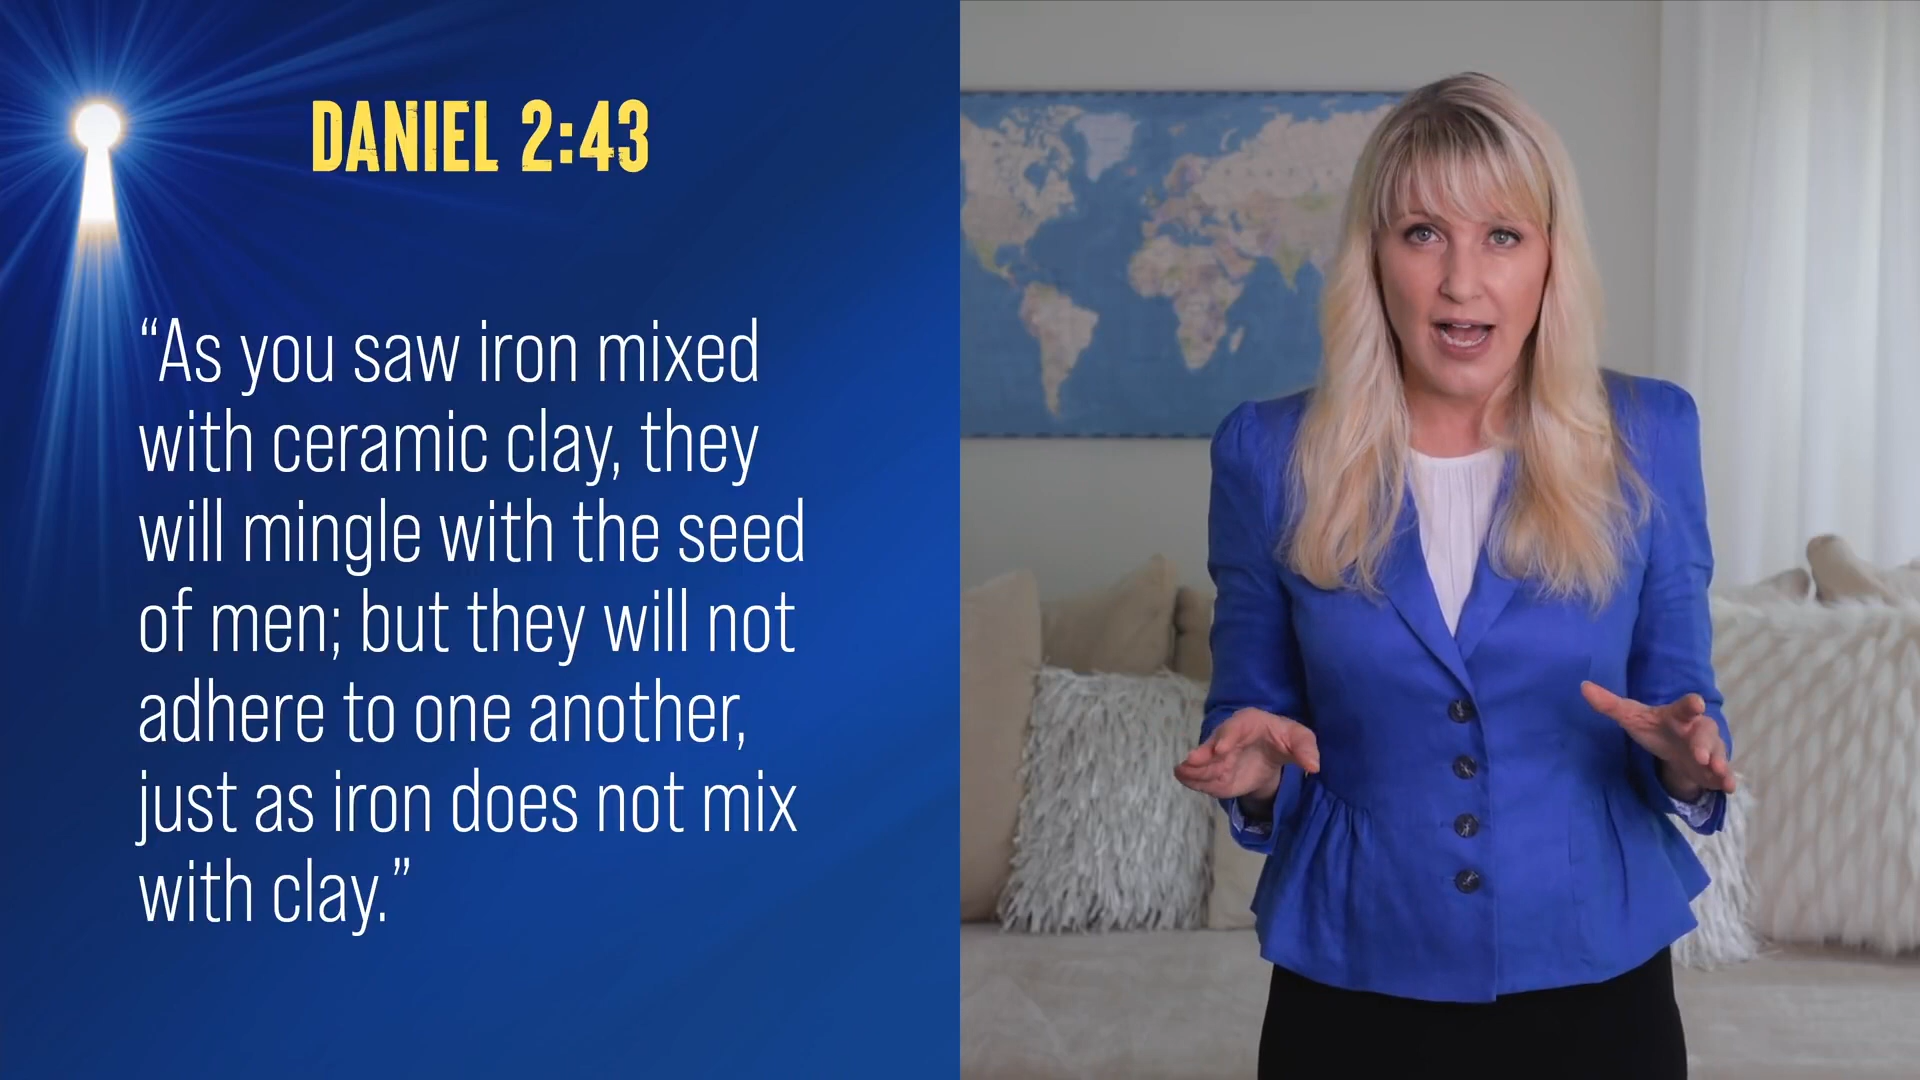 DANIEL 2:43
“As you saw iron mixed
with ceramic clay, they
will mingle with the seed
of men; but they will not
adhere to one another,
just as iron does not mix
with clay.”